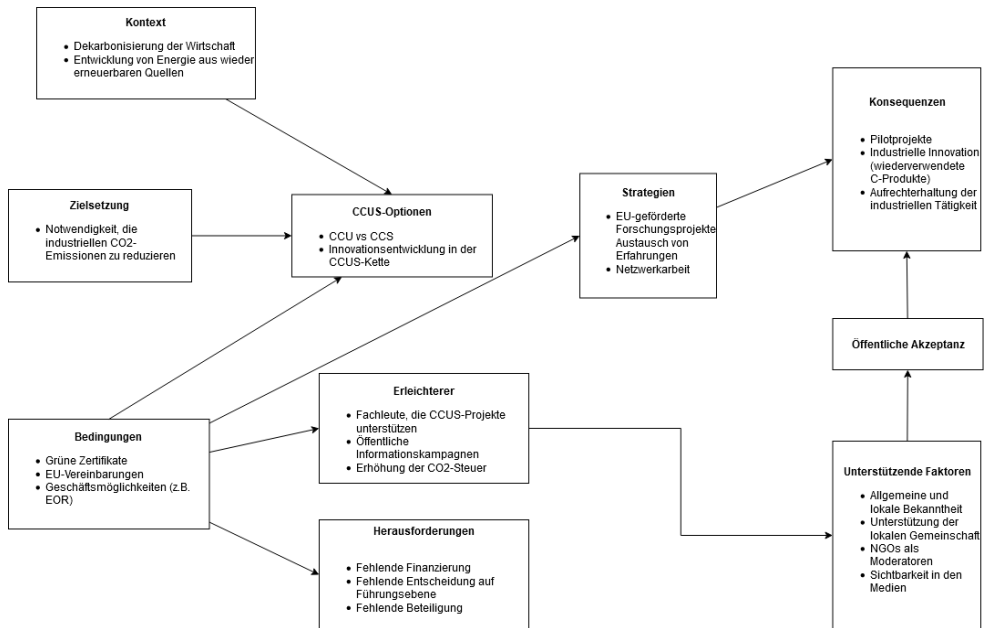 Kontext
Dekarbonisierung der Wirtschaft
Entwicklung von Energie aus wieder
erneuerbaren Quellen
Zielsetzung
Notwendigkeit, die
industriellen CO2-
Emissionen zu reduzieren
CCUS-Optionen
CCU vs CCS
Innovationsentwicklung in der
CCUS-Kette
Strategien
EU-geförderte
Forschungsprojekte
Austausch von
Erfahrungen
Netzwerkarbeit
Konsequenzen
Pilotprojekte
Industrielle Innovation
(wiederverwendete
C-Produkte)
Aufrechterhaltung der
industriellen Tätigkeit
Öffentliche Akzeptanz
Bedingungen
Grüne Zertifikate
EU-Vereinbarungen
Geschäftsmöglichkeiten (z.B.
EOR)
Erleichterer
Fachleute, die CCUS-Projekte
unterstützen
Öffentliche
Informationskampagnen
Erhöhung der CO2-Steuer
Herausforderungen
Fehlende Finanzierung
Fehlende Entscheidung auf
Führungsebene
Fehlende Beteiligung
Unterstützende Faktoren
Allgemeine und
lokale Bekanntheit
Unterstützung der
lokalen Gemeinschaft
NGOs als
Moderatoren
Sichtbarkeit in den
Medien